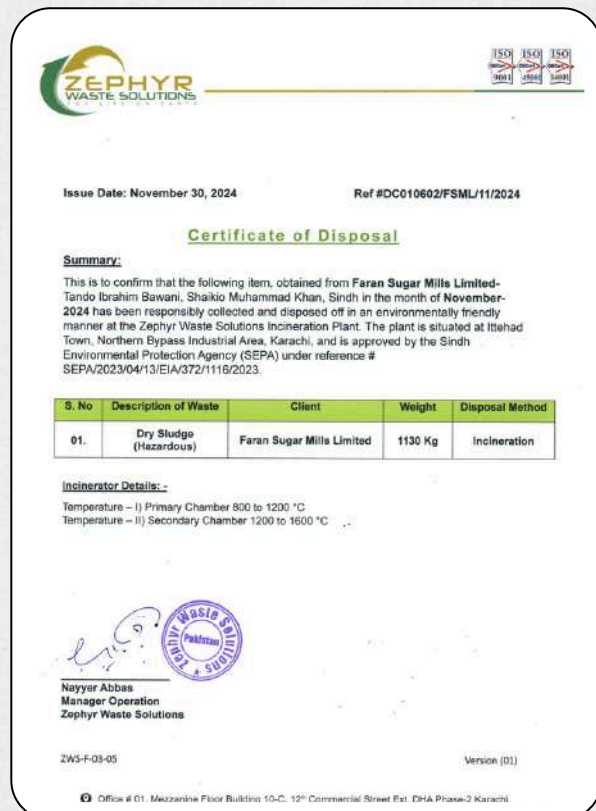 ZEPHYR
WASTE SOLUTIONS
ISO ISO ISO
9001 45001 14001
Issue Date: November 30, 2024 Ref #DC010602/FSML/11/2024
Certificate of Disposal
Summary:
This is to confirm that the following item, obtained from Faran Sugar Mills Limited-
Tando Ibrahim Bawani, Shaikio Muhammad Khan, Sindh in the month of November-
2024 has been responsibly collected and disposed off in an environmentally friendly
manner at the Zephyr Waste Solutions Incineration Plant. The plant is situated at Ittehad
Town, Northern Bypass Industrial Area, Karachi, and is approved by the Sindh
Environmental Protection Agency (SEPA) under reference #
SEPA/2023/04/13/EIA/372/1116/2023.
S. No Description of Waste Client Weight Disposal Method
01. Dry Sludge (Hazardous) Faran Sugar Mills Limited 1130 Kg Incineration
Incinerator Details: -
Temperature – I) Primary Chamber 800 to 1200 °C
Temperature – II) Secondary Chamber 1200 to 1600 °C
Zephyr Waste Solutions
Pakistan
Nayyer Abbas
Manager Operation
Zephyr Waste Solutions
ZWS-F-03-05 Version (01)
Office # 01, Mezzanine Floor Building 10-C, 12th Commercial Street Ext. DHA Phase-2 Karachi